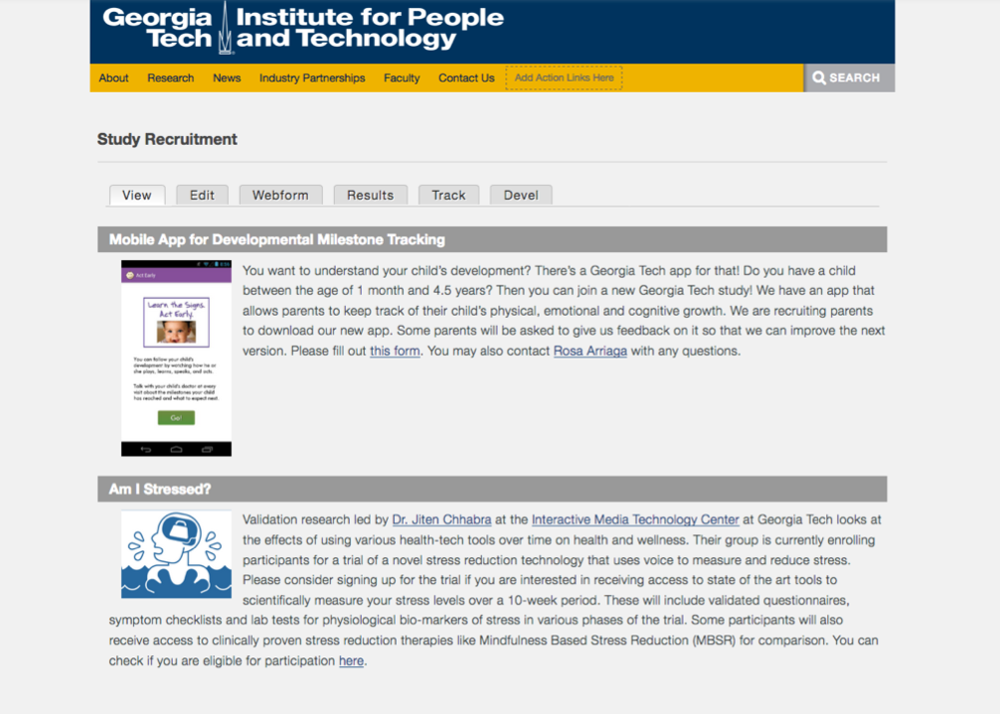 Georgia Tech Institute for People and Technology
About Research News Industry Partnerships Faculty Contact Us Add Action Links Here SEARCH
Study Recruitment
View Edit Webform Results Track Devel
Mobile App for Developmental Milestone Tracking
Act Early
Learn the Signs.
Act Early.
You can follow your child's
development by watching how he or
she plays, learns, speaks, and acts.
Talk with your child's doctor at every
visit about the milestones your child
has reached and what to expect next.
Go!
You want to understand your child's development? There's a Georgia Tech app for that! Do you have a child
between the age of 1 month and 4.5 years? Then you can join a new Georgia Tech study! We have an app that
allows parents to keep track of their child's physical, emotional and cognitive growth. We are recruiting parents
to download our new app. Some parents will be asked to give us feedback on it so that we can improve the next
version. Please fill out this form. You may also contact Rosa Arriaga with any questions.
Am I Stressed?
Validation research led by Dr. Jiten Chhabra at the Interactive Media Technology Center at Georgia Tech looks at
the effects of using various health-tech tools over time on health and wellness. Their group is currently enrolling
participants for a trial of a novel stress reduction technology that uses voice to measure and reduce stress.
Please consider signing up for the trial if you are interested in receiving access to state of the art tools to
scientifically measure your stress levels over a 10-week period. These will include validated questionnaires,
symptom checklists and lab tests for physiological bio-markers of stress in various phases of the trial. Some participants will also
receive access to clinically proven stress reduction therapies like Mindfulness Based Stress Reduction (MBSR) for comparison. You can
check if you are eligible for participation here.